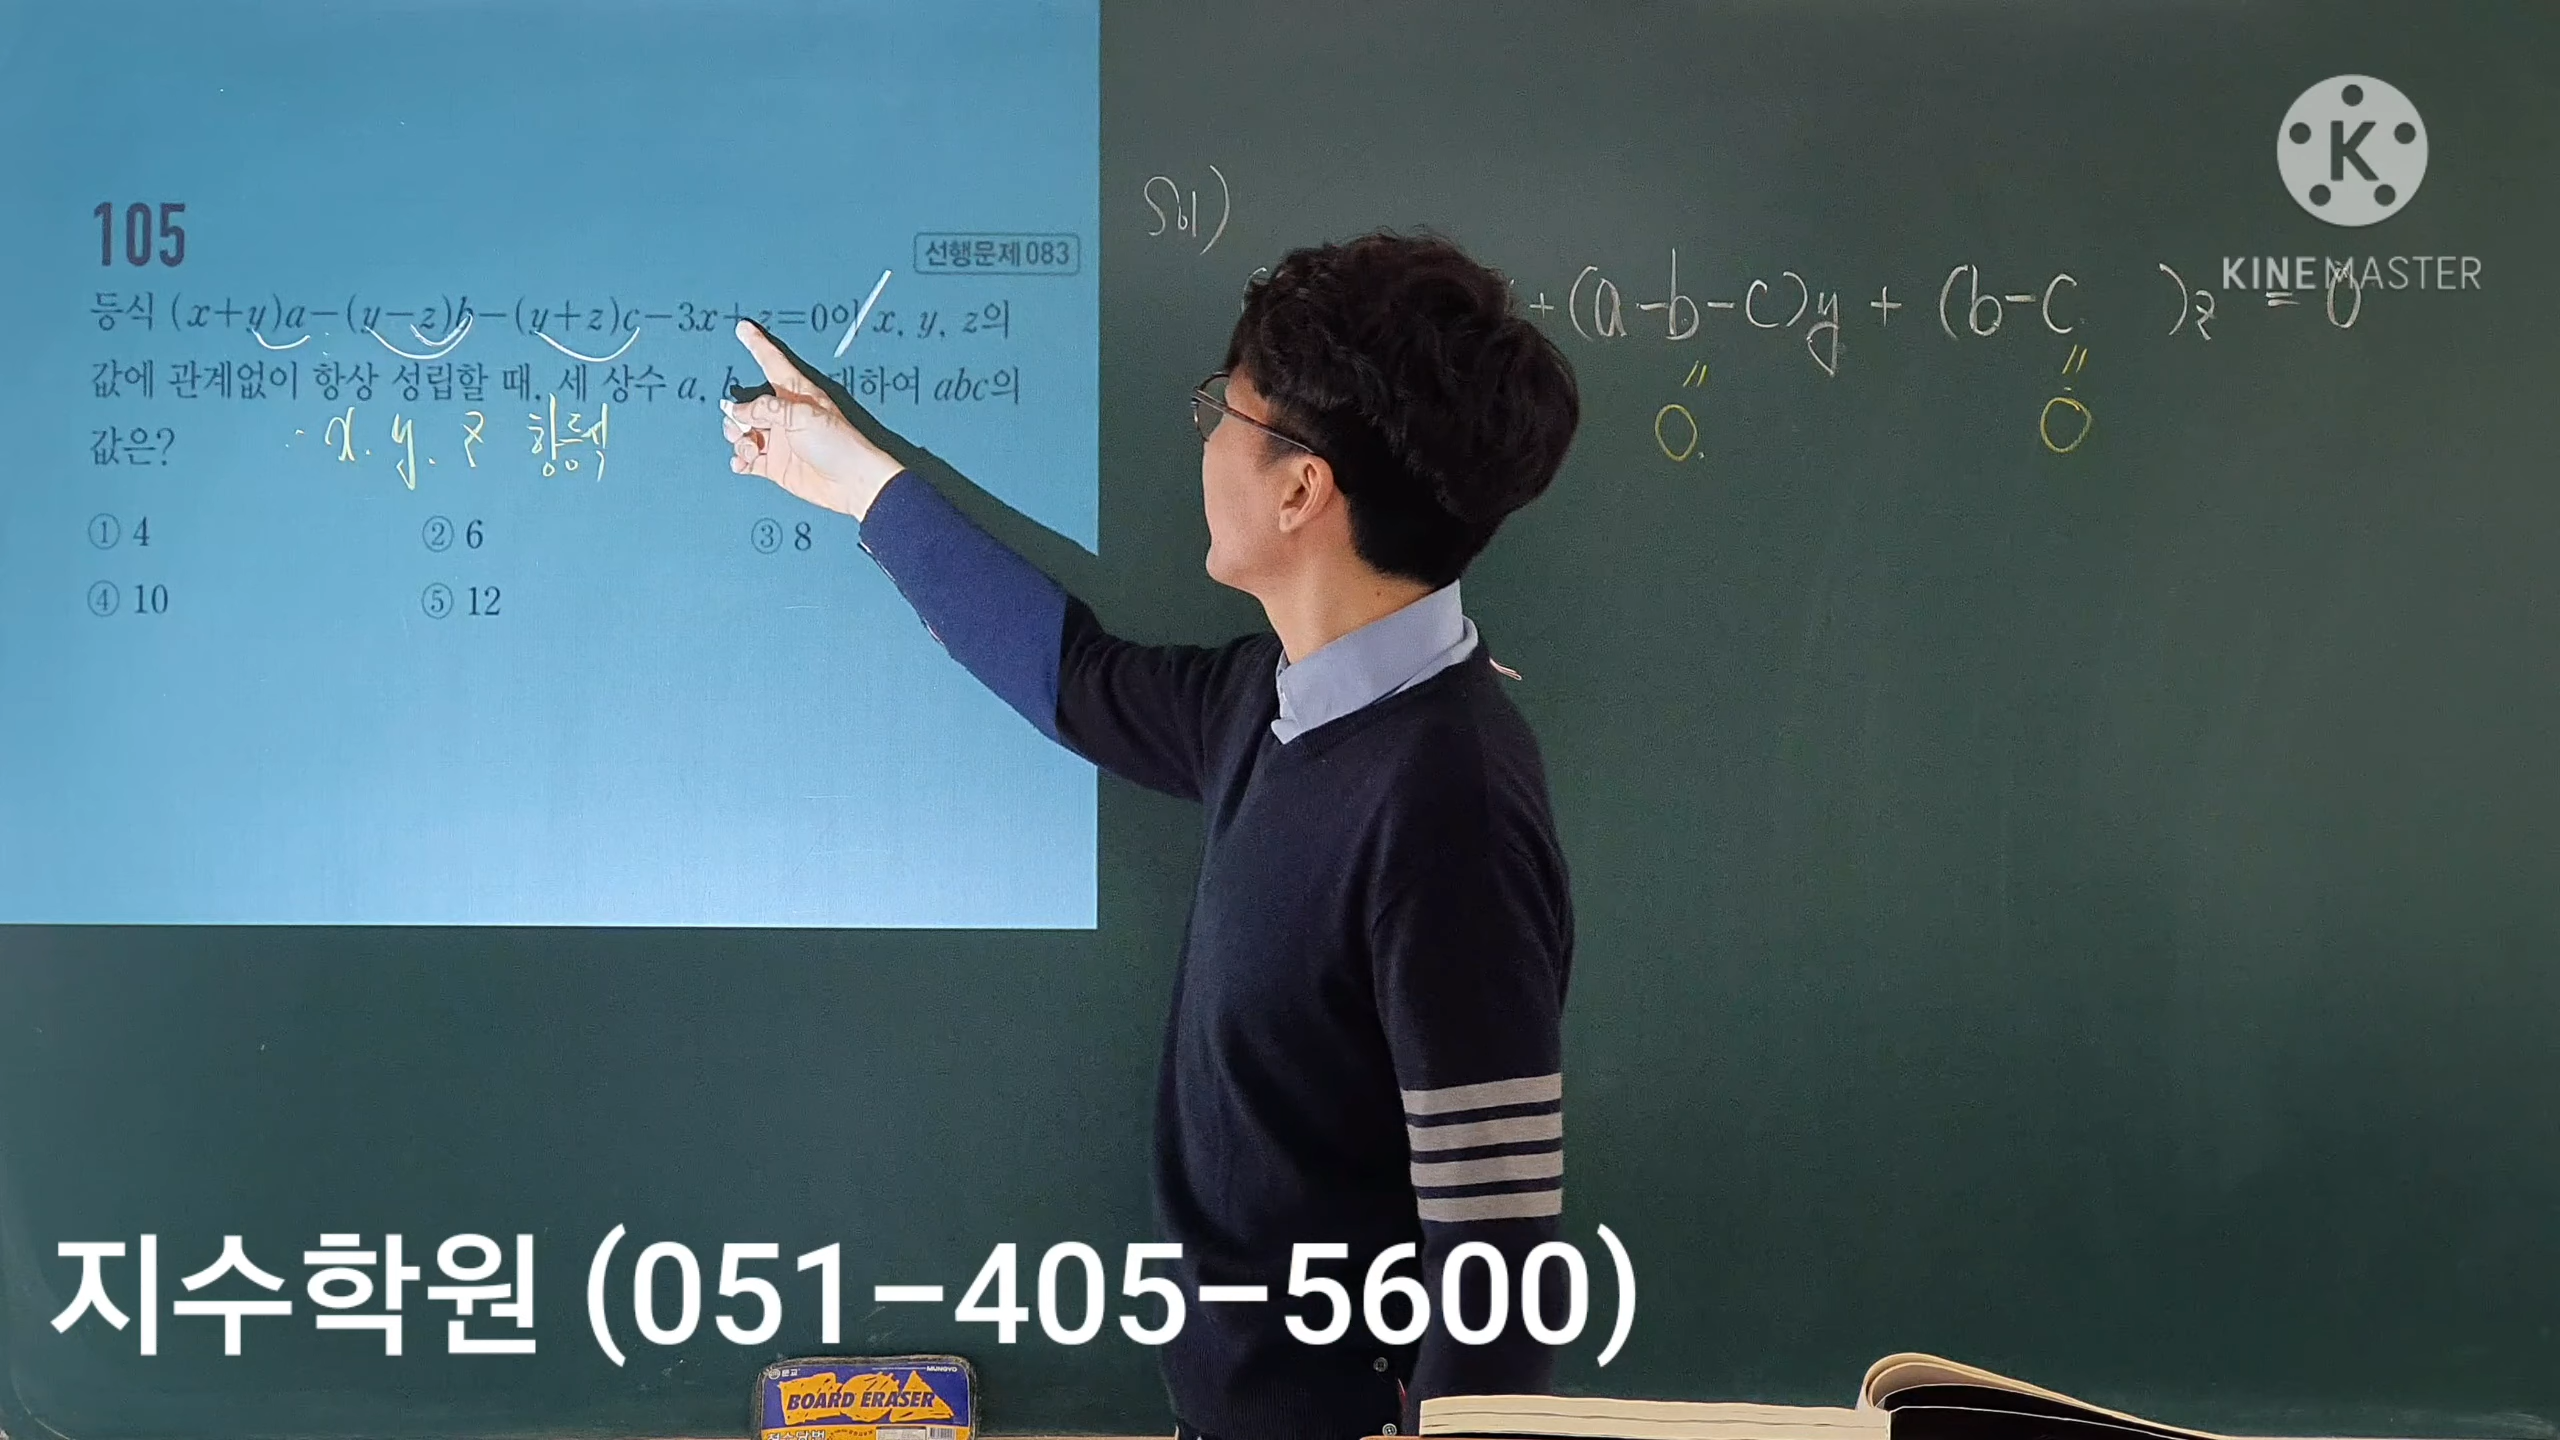 105
선행문제 083
등식 (x+y)a-(y-z)b-(y+z)c-3x+z=0이 x, y, z의
값에 관계없이 항상 성립할 때, 세 상수 a, b, c에 대하여 abc의
값은?
∴ x. y. z 항등식
① 4 ② 6 ③ 8
④ 10 ⑤ 12
Sol)
+(a-b-c)y + (b-c )z = 0
" "
0. 0
K
KINEMASTER
지수학원 (051-405-5600)
MUNGYO
BOARD ERASER